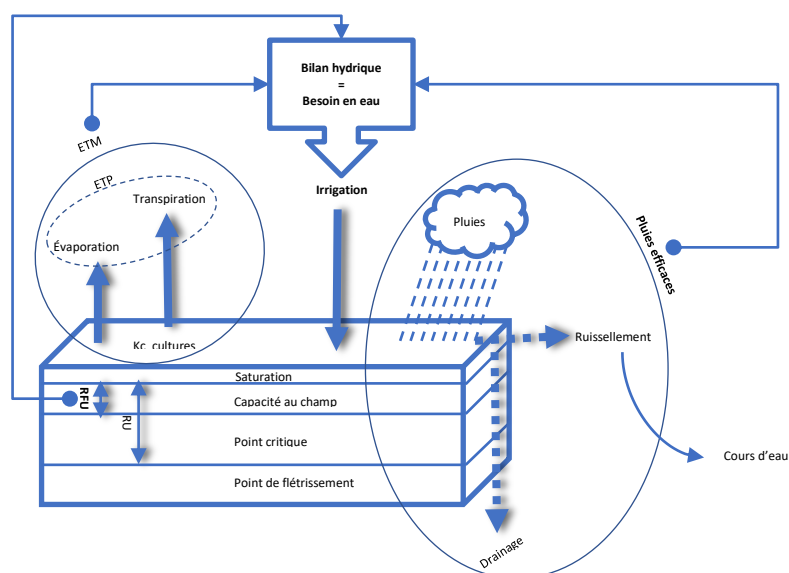 Bilan hydrique
=
Besoin en eau
ETM
ETP
Transpiration
Irrigation
Pluies
Évaporation
Pluies efficaces
Kc cultures
Ruissellement
Saturation
RFU
Capacité au champ
RU
Point critique
Cours d'eau
Point de flétrissement
Drainage